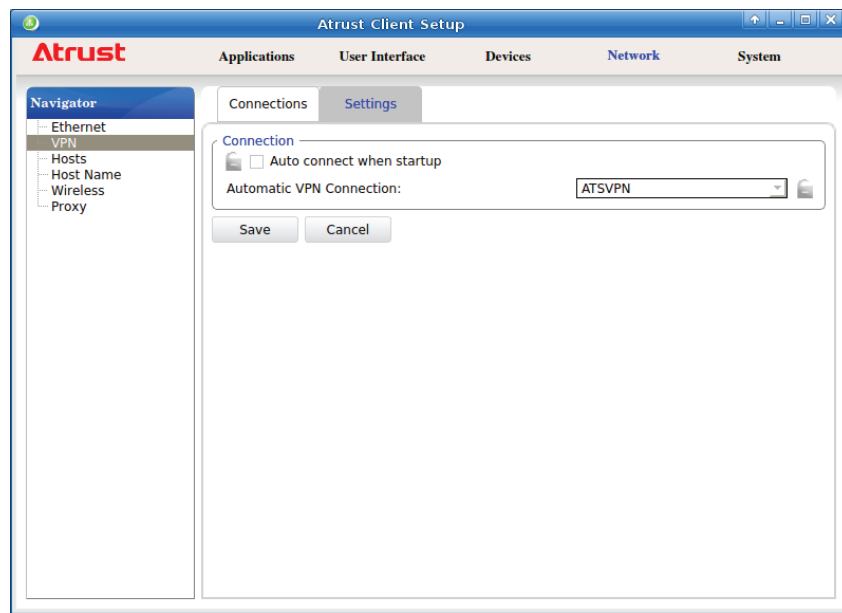 Atrust Client Setup
Atrust
Applications User Interface Devices Network System
Navigator
Ethernet
VPN
Hosts
Host Name
Wireless
Proxy
Connections Settings
Connection
Auto connect when startup
Automatic VPN Connection: ATSVPN
Save Cancel